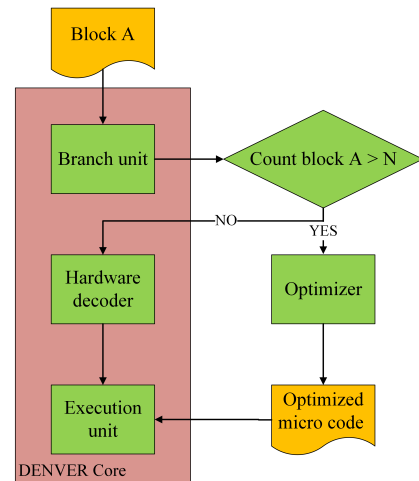 Block A
Branch unit
Count block A > N
NO
YES
Hardware
decoder
Optimizer
Execution
unit
Optimized
micro code
DENVER Core